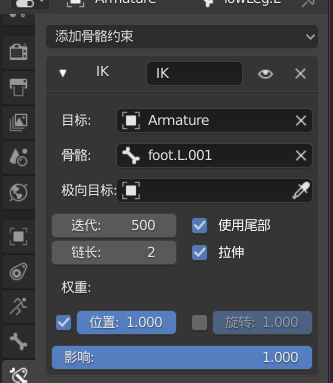 Armature
添加骨骼约束
IK IK
目标: Armature
骨骼: foot.L.001
极向目标:
迭代: 500 使用尾部
链长: 2 拉伸
权重:
位置: 1.000 旋转: 1.000
影响: 1.000